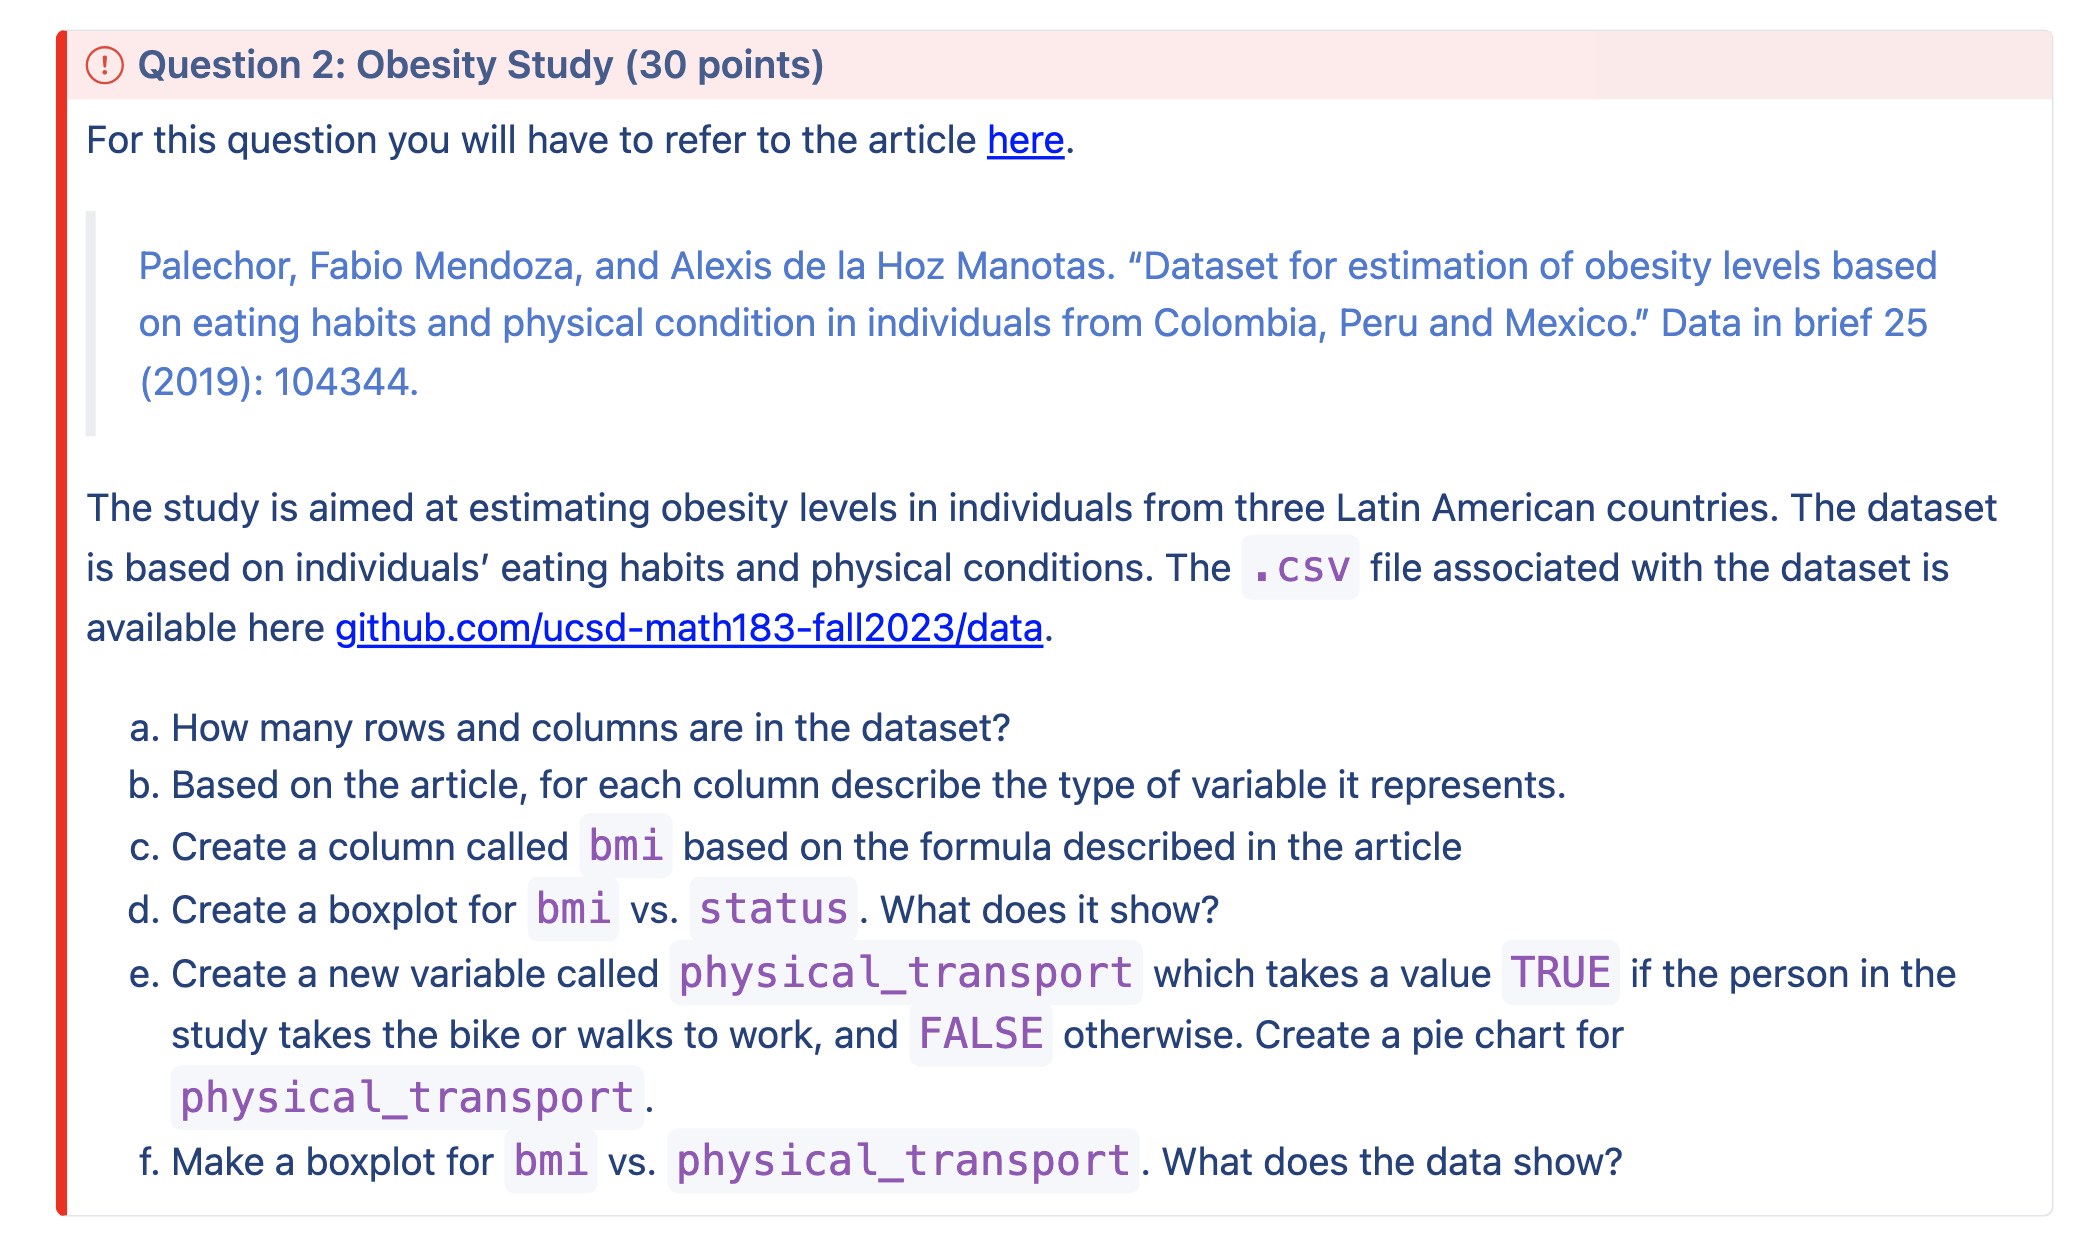 Question 2: Obesity Study (30 points)
For this question you will have to refer to the article here.
Palechor, Fabio Mendoza, and Alexis de la Hoz Manotas. “Dataset for estimation of obesity levels based
on eating habits and physical condition in individuals from Colombia, Peru and Mexico.” Data in brief 25
(2019): 104344.
The study is aimed at estimating obesity levels in individuals from three Latin American countries. The dataset
is based on individuals’ eating habits and physical conditions. The .csv file associated with the dataset is
available here github.com/ucsd-math183-fall2023/data.
a. How many rows and columns are in the dataset?
b. Based on the article, for each column describe the type of variable it represents.
c. Create a column called bmi based on the formula described in the article
d. Create a boxplot for bmi vs. status. What does it show?
e. Create a new variable called physical_transport which takes a value TRUE if the person in the
study takes the bike or walks to work, and FALSE otherwise. Create a pie chart for
physical_transport.
f. Make a boxplot for bmi vs. physical_transport. What does the data show?